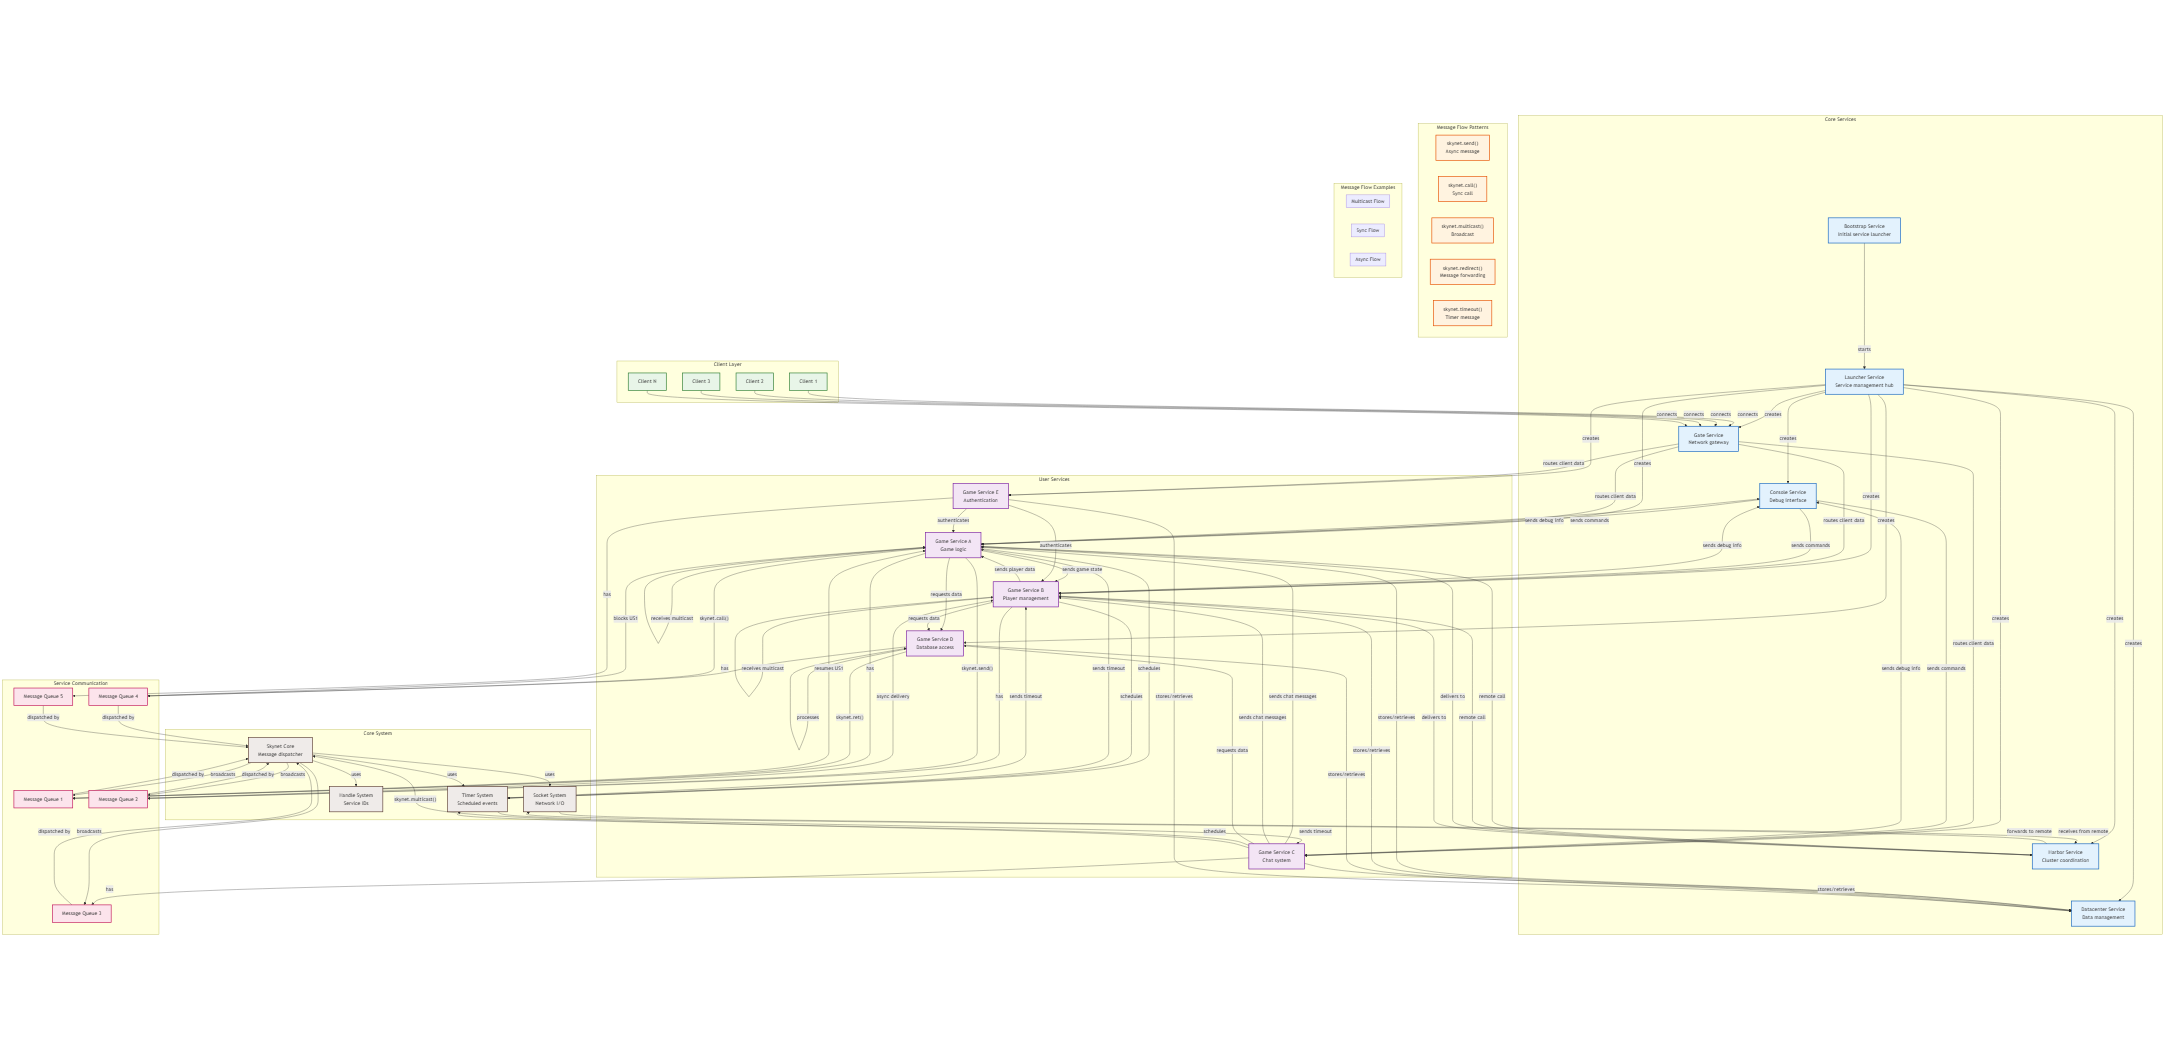 Core Services
Message Flow Patterns
skynet.send()
Async message
skynet.call()
Sync call
skynet.multicast()
Broadcast
skynet.redirect()
Message forwarding
skynet.timeout()
Timer message
Message Flow Examples
Multicast Flow
Sync Flow
Async Flow
Bootstrap Service
Initial service launcher
starts
Launcher Service
Service management hub
Client Layer
Client N
Client 3
Client 2
Client 1
connects
connects
connects
connects
creates
creates
creates
creates
Gate Service
Network gateway
routes client data
routes client data
User Services
Game Service E
Authentication
Console Service
Debug interface
creates
creates
authenticates
authenticates
sends debug info
sends commands
routes client data
Game Service A
Game logic
sends debug info
sends commands
sends player data
sends game state
Game Service B
Player management
has
requests data
blocks US1
receives multicast
skynet.call()
requests data
creates
creates
creates
Game Service D
Database access
routes client data
has
receives multicast
resumes US1
has
skynet.send()
sends timeout
schedules
sends debug info
sends commands
Service Communication
Message Queue 5
Message Queue 4
async delivery
has
sends timeout
schedules
stores/retrieves
sends chat messages
delivers to
remote call
dispatched by
dispatched by
processes
skynet.ret()
sends chat messages
stores/retrieves
delivers to
remote call
Core System
Skynet Core
Message dispatcher
requests data
stores/retrieves
dispatched by
broadcasts
dispatched by
broadcasts
uses
uses
uses
stores/retrieves
Message Queue 1
Message Queue 2
Handle System
Service IDs
skynet.multicast()
Timer System
Scheduled events
Socket System
Network I/O
dispatched by
broadcasts
schedules
sends timeout
forwards to remote
receives from remote
Game Service C
Chat system
Harbor Service
Cluster coordination
has
stores/retrieves
Message Queue 3
Datacenter Service
Data management